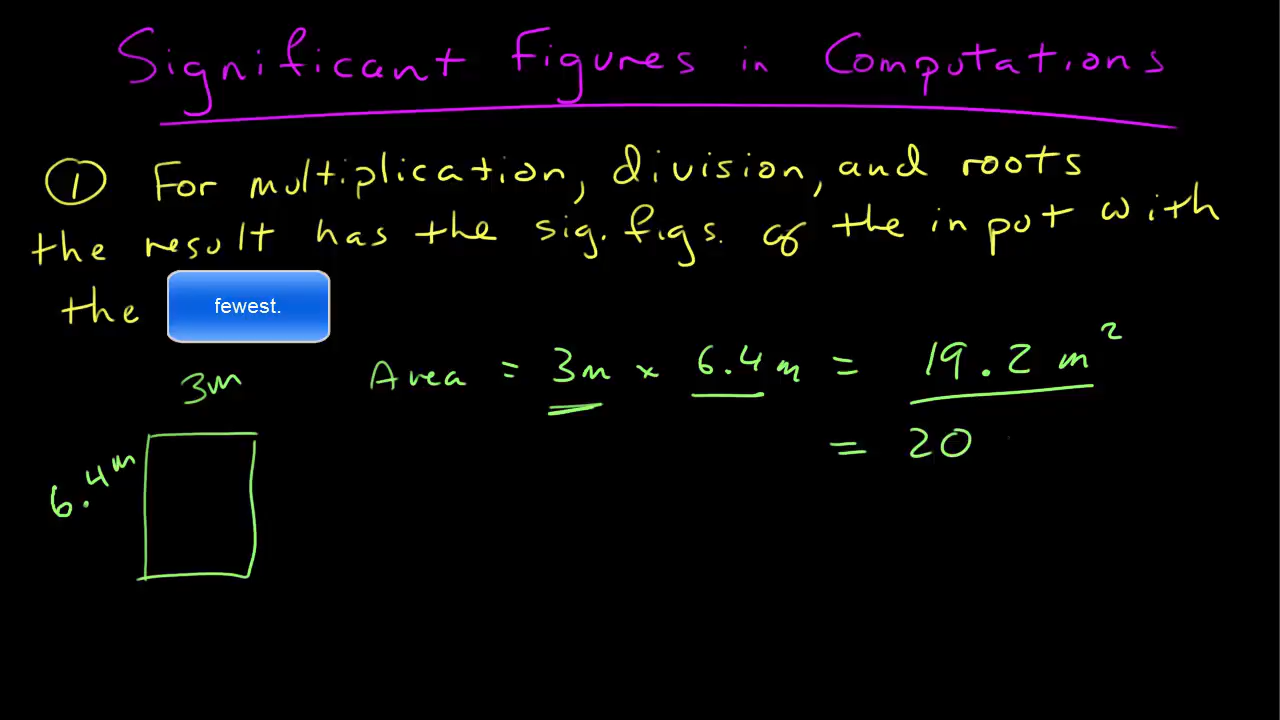 Significant Figures in Computations
① For multiplication, division, and roots
the result has the sig. figs. of the input with
the fewest.
3m
Area = 3m × 6.4m = 19.2 m²
6.4m
= 20